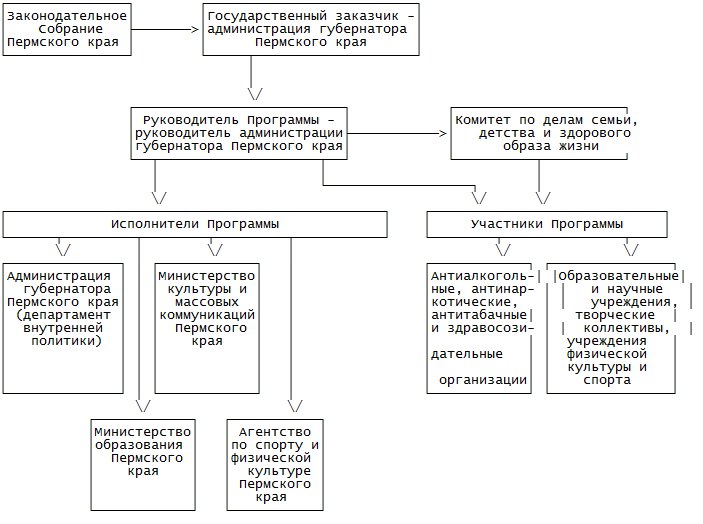 Законодательное
Собрание
Пермского края
Государственный заказчик -
администрация губернатора
Пермского края
Руководитель Программы -
руководитель администрации
губернатора Пермского края
Комитет по делам семьи,
детства и здорового
образа жизни
Исполнители Программы
Участники Программы
Администрация
губернатора
Пермского края
(департамент
внутренней
политики)
Министерство
культуры и
массовых
коммуникаций
Пермского
края
Антиалкоголь-
ные, антинар-
котические,
антитабачные
и здравосози-
дательные
организации
Образовательные
и научные
учреждения,
творческие
коллективы,
учреждения
физической
культуры и
спорта
Министерство
образования
Пермского
края
Агентство
по спорту и
физической
культуре
Пермского
края